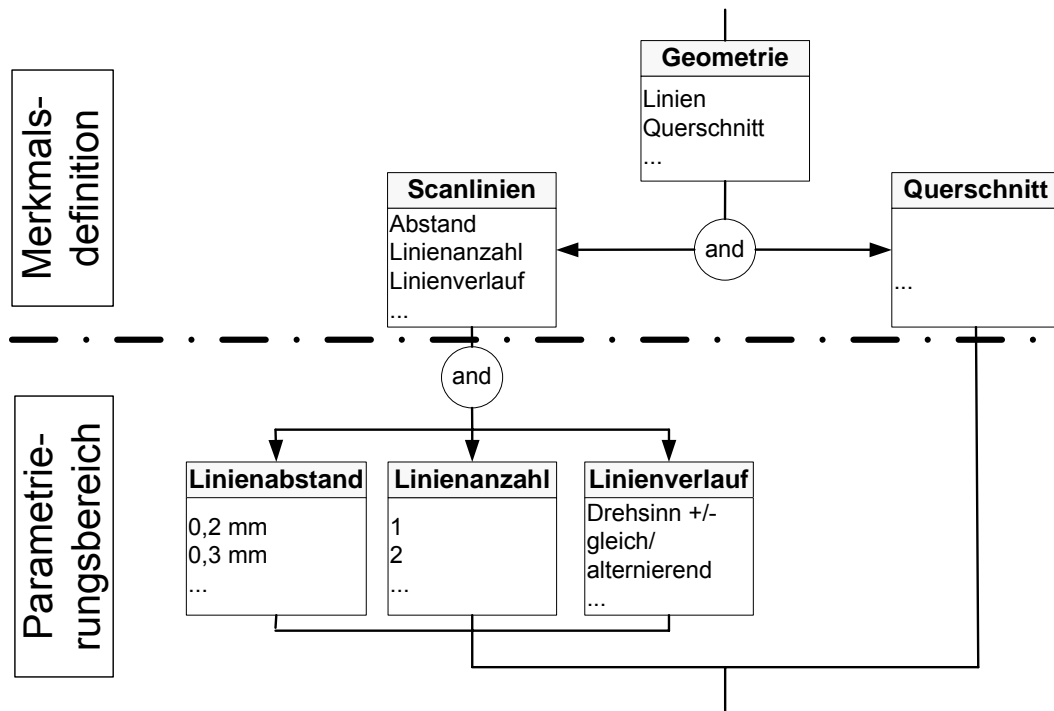 Merkmals-
definition
Geometrie
Linien
Querschnitt
...
Scanlinien
Abstand
Linienanzahl
Linienverlauf
...
and
Querschnitt
...
Parametrie-
rungsbereich
and
Linienabstand
0,2 mm
0,3 mm
...
Linienanzahl
1
2
...
Linienverlauf
Drehsinn +/-
gleich/
alternierend
...